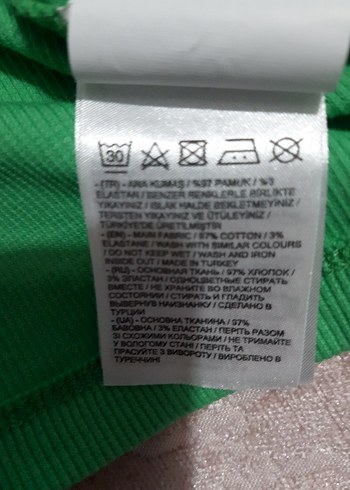 30
- (TR) - ANA KUMAŞ / %97 PAMUK / %3
ELASTAN / BENZER RENKLERLE BİRLİKTE
YIKAYINIZ / ISLAK HALDE BEKLETMEYİNİZ /
TERSTEN YIKAYINIZ VE ÜTÜLEYİNİZ /
TÜRKİYE'DE ÜRETİLMİŞTİR
- (EN) - MAIN FABRIC / 97% COTTON / 3%
ELASTANE / WASH WITH SIMILAR COLOURS
/ DO NOT KEEP WET / WASH AND IRON
INSIDE OUT / MADE IN TURKEY
- (RU) - ОСНОВНАЯ ТКАНЬ / 97% ХЛОПОК /
3% ЭЛАСТАН / ОДНОЦВЕТНЫЕ СТИРАТЬ
ВМЕСТЕ / НЕ ХРАНИТЕ ВО ВЛАЖНОМ
СОСТОЯНИИ / СТИРАТЬ И ГЛАДИТЬ
ВЫВЕРНУВ НАИЗНАНКУ / СДЕЛАНО В
ТУРЦИИ
- (UA) - ОСНОВНА ТКАНИНА / 97%
БАВОВНА / 3% ЕЛАСТАН / ПЕРІТЬ РАЗОМ
ЗІ СХОЖИМИ КОЛЬОРАМИ / НЕ ТРИМАЙТЕ
У ВОЛОГОМУ СТАНІ / ПЕРІТЬ ТА
ПРАСУЙТЕ З ВИВОРОТУ / ВИРОБЛЕНО В
ТУРЕЧЧИНІ